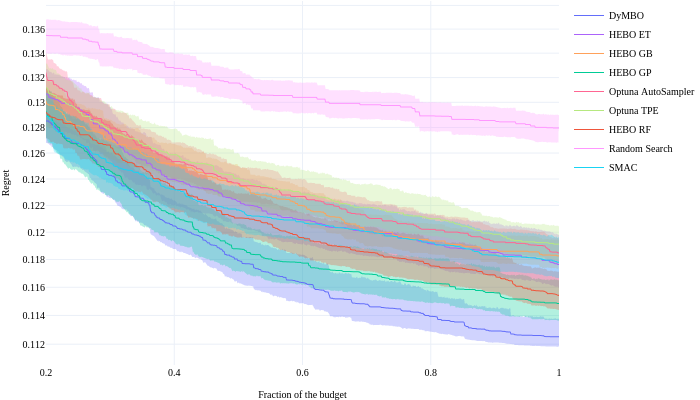 0.136
0.134
0.132
0.13
0.128
0.126
0.124
0.122
0.12
0.118
0.116
0.114
0.112
Regret
0.2
0.4
0.6
0.8
1
Fraction of the budget
DyMBO
HEBO ET
HEBO GB
HEBO GP
Optuna AutoSampler
Optuna TPE
HEBO RF
Random Search
SMAC